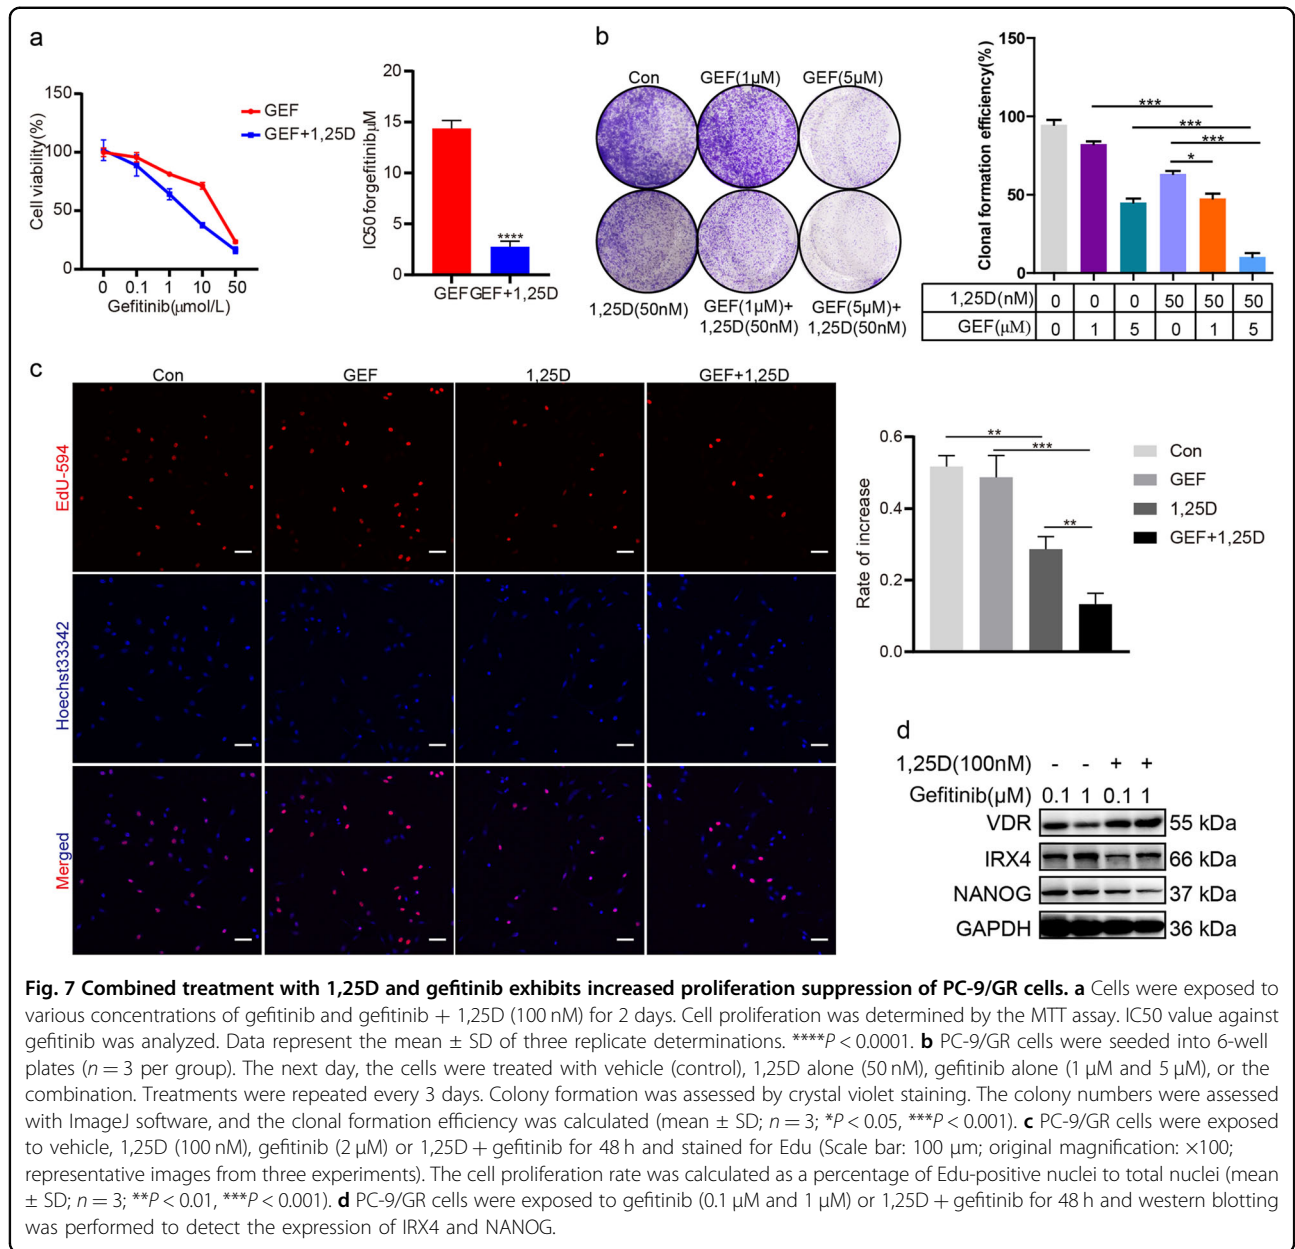 a
Cell viability(%)
150
100
50
0
0 0.1 1 10 50
Gefitinib(μmol/L)
GEF
GEF+1,25D
IC50 forgefitinibμM
20
15
10
5
0
GEFGEF+1,25D
****
b
Con GEF(1μM) GEF(5μM)
1,25D(50nM) GEF(1μM)+ GEF(5μM)+
1,25D(50nM) 1,25D(50nM)
Clonal formation efficiency(%)
150
100
50
0
***
***
***
*
1,25D(nM) 0 0 0 50 50 50
GEF(μM) 0 1 5 0 1 5
c
Con GEF 1,25D GEF+1,25D
EdU-594
Hoechst33342
Merged
Rate of increase
0.6
0.4
0.2
0.0
**
***
**
Con
GEF
1,25D
GEF+1,25D
d
1,25D(100nM) - - + +
Gefitinib(μM) 0.1 1 0.1 1
VDR 55 kDa
IRX4 66 kDa
NANOG 37 kDa
GAPDH 36 kDa
Fig. 7 Combined treatment with 1,25D and gefitinib exhibits increased proliferation suppression of PC-9/GR cells. a Cells were exposed to
various concentrations of gefitinib and gefitinib + 1,25D (100 nM) for 2 days. Cell proliferation was determined by the MTT assay. IC50 value against
gefitinib was analyzed. Data represent the mean ± SD of three replicate determinations. ****P < 0.0001. b PC-9/GR cells were seeded into 6-well
plates (n = 3 per group). The next day, the cells were treated with vehicle (control), 1,25D alone (50 nM), gefitinib alone (1 μM and 5 μM), or the
combination. Treatments were repeated every 3 days. Colony formation was assessed by crystal violet staining. The colony numbers were assessed
with ImageJ software, and the clonal formation efficiency was calculated (mean ± SD; n = 3; *P < 0.05, ***P < 0.001). c PC-9/GR cells were exposed
to vehicle, 1,25D (100 nM), gefitinib (2 μM) or 1,25D + gefitinib for 48 h and stained for Edu (Scale bar: 100 μm; original magnification: ×100;
representative images from three experiments). The cell proliferation rate was calculated as a percentage of Edu-positive nuclei to total nuclei (mean
± SD; n = 3; **P < 0.01, ***P < 0.001). d PC-9/GR cells were exposed to gefitinib (0.1 μM and 1 μM) or 1,25D + gefitinib for 48 h and western blotting
was performed to detect the expression of IRX4 and NANOG.